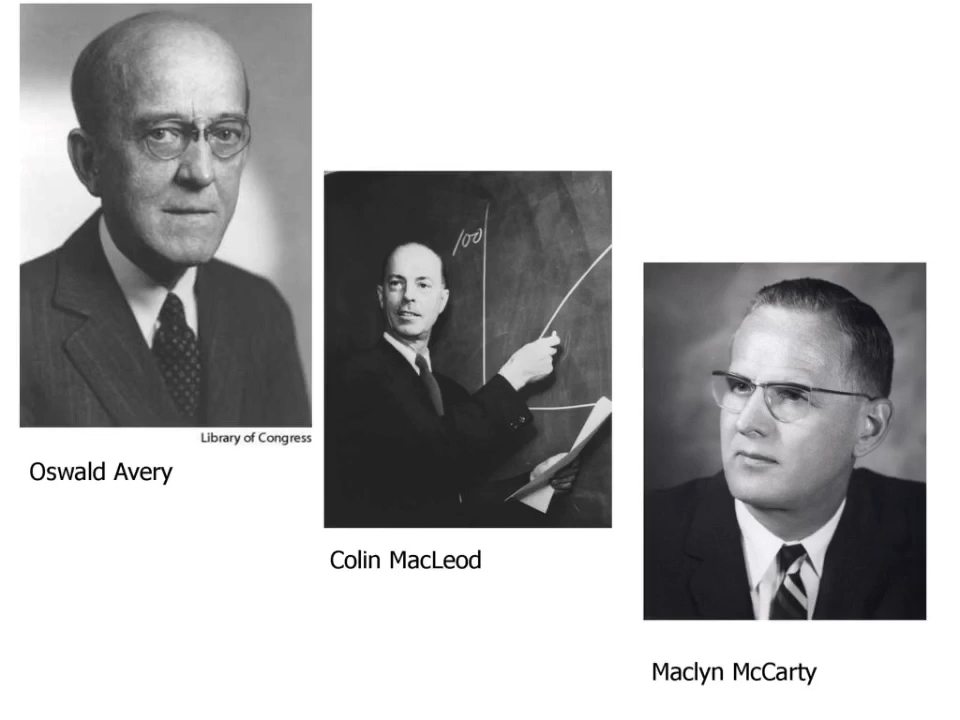 100
Library of Congress
Oswald Avery
Colin MacLeod
Maclyn McCarty